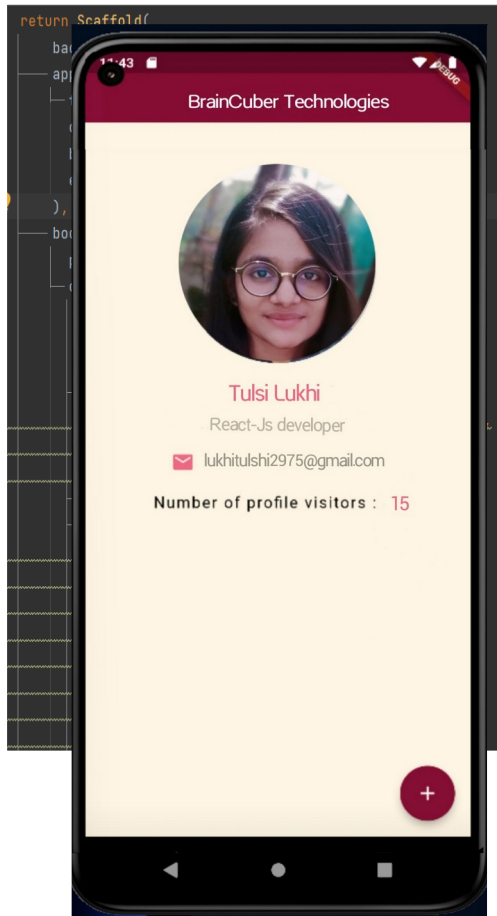 return Scaffold(
11:43
DEBUG
BrainCuber Technologies
),
Tulsi Lukhi
React-Js developer
lukhitulshi2975@gmail.com
Number of profile visitors : 15
+